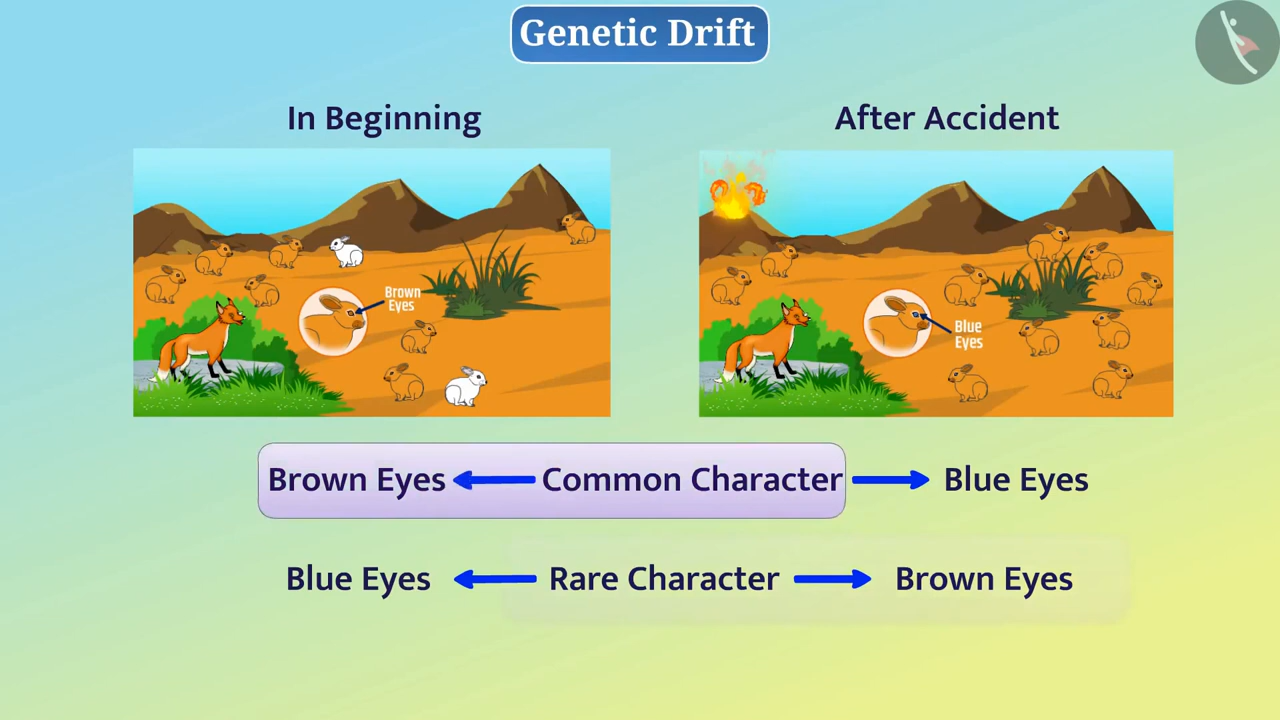 Genetic Drift
In Beginning
After Accident
Brown
Eyes
Blue
Eyes
Brown Eyes Common Character Blue Eyes
Blue Eyes Rare Character Brown Eyes